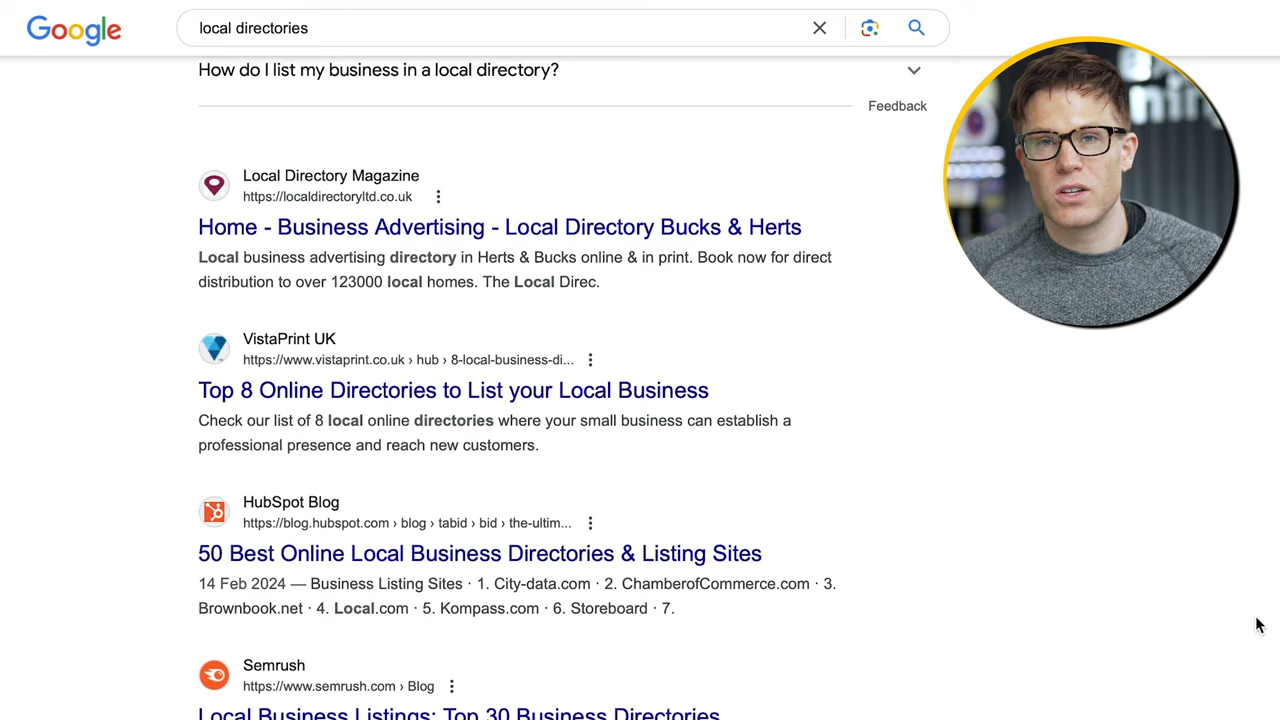 Google
local directories
How do I list my business in a local directory?
Feedback
Local Directory Magazine
https://localdirectoryltd.co.uk
Home - Business Advertising - Local Directory Bucks & Herts
Local business advertising directory in Herts & Bucks online & in print. Book now for direct
distribution to over 123000 local homes. The Local Direc.
VistaPrint UK
https://www.vistaprint.co.uk › hub › 8-local-business-di...
Top 8 Online Directories to List your Local Business
Check our list of 8 local online directories where your small business can establish a
professional presence and reach new customers.
HubSpot Blog
https://blog.hubspot.com › blog › tabid › bid › the-ultim...
50 Best Online Local Business Directories & Listing Sites
14 Feb 2024 — Business Listing Sites · 1. City-data.com · 2. ChamberofCommerce.com · 3.
Brownbook.net · 4. Local.com · 5. Kompass.com · 6. Storeboard · 7.
Semrush
https://www.semrush.com › Blog
Local Business Listings: Top 30 Business Directories